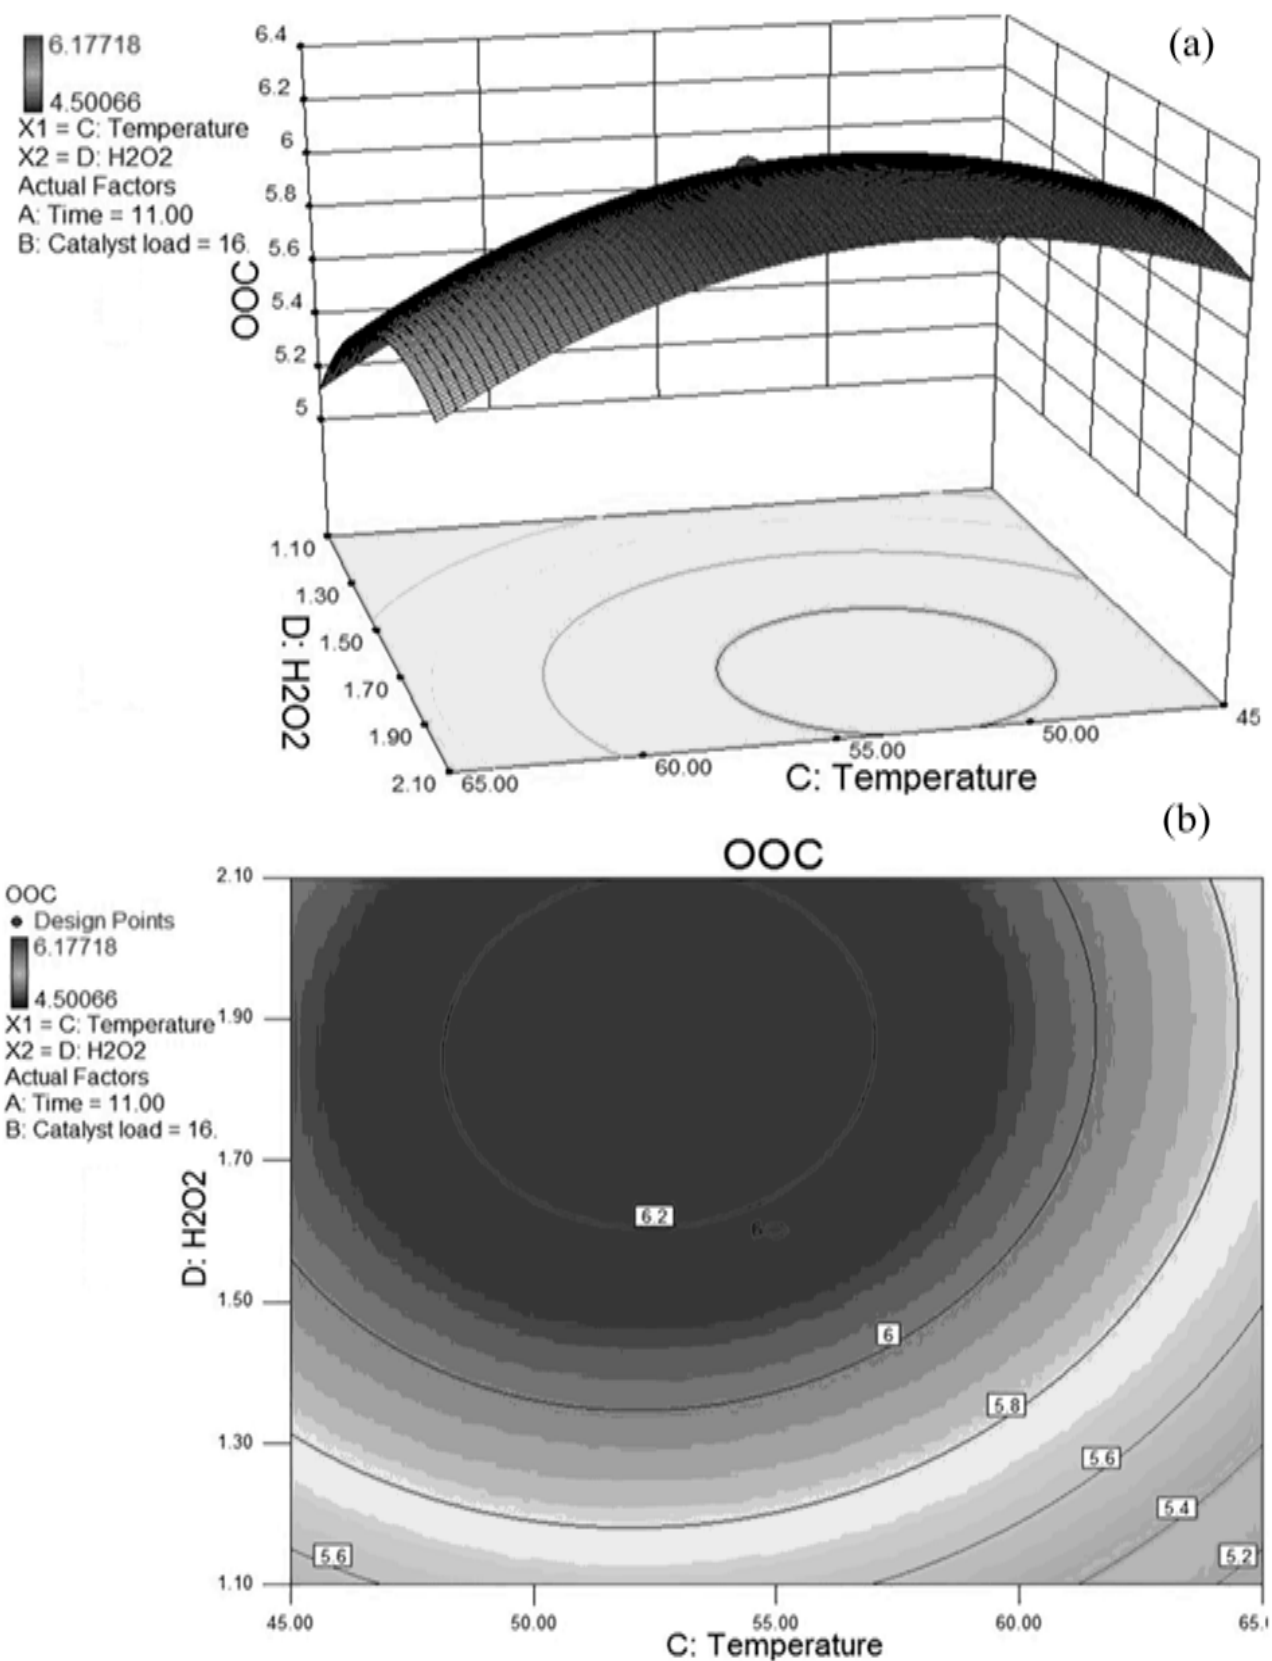 (a)
6.17718
4.50066
X1 = C: Temperature
X2 = D: H2O2
Actual Factors
A: Time = 11.00
B: Catalyst load = 16.
OOC
6.4
6.2
6
5.8
5.6
5.4
5.2
5
1.10
1.30
1.50
1.70
1.90
2.10
D: H2O2
65.00
60.00
55.00
50.00
45
C: Temperature
(b)
OOC
OOC
Design Points
6.17718
4.50066
X1 = C: Temperature
X2 = D: H2O2
Actual Factors
A: Time = 11.00
B: Catalyst load = 16.
D: H2O2
2.10
1.90
1.70
1.50
1.30
1.10
6.2
6
6
5.8
5.6
5.4
5.2
5.6
45.00
50.00
55.00
60.00
65.
C: Temperature